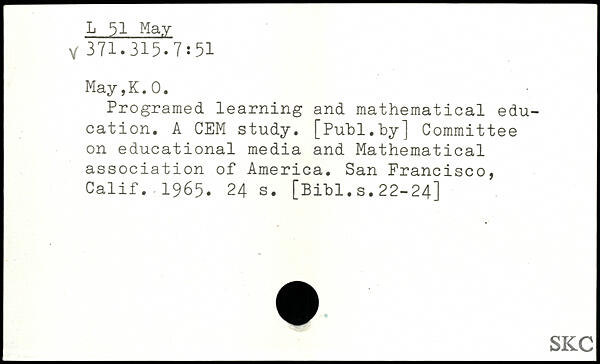 L 51 May
v 371.315.7:51
May,K.O.
Programed learning and mathematical edu-
cation. A CEM study. [Publ.by] Committee
on educational media and Mathematical
association of America. San Francisco,
Calif. 1965. 24 s. [Bibl.s.22-24]
SKC